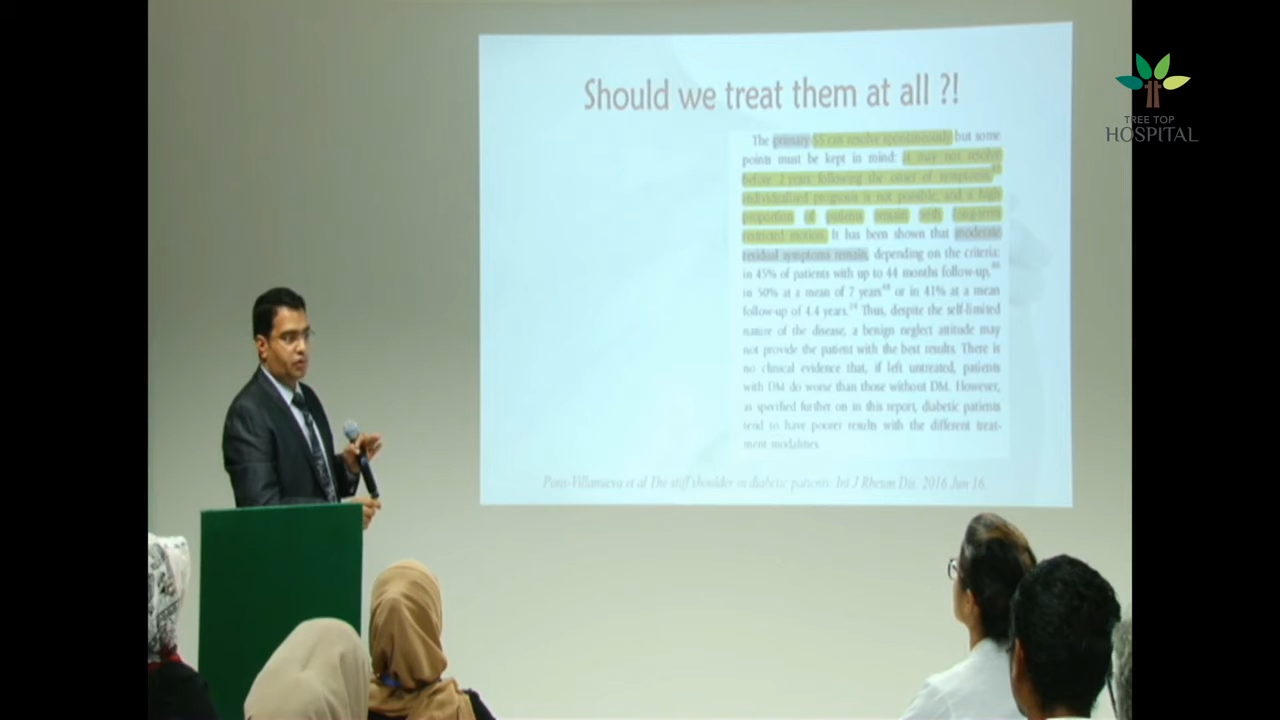 Should we treat them at all ?!
TREE TOP
HOSPITAL
The primary SS can resolve spontaneously but some
points must be kept in mind: it may not resolve
before 2 years following the onset of symptoms,
individualized prognosis is not possible, and a high
proportion of patients remain with long-term
restricted motion. It has been shown that moderate
residual symptoms remain, depending on the criteria:
in 45% of patients with up to 44 months follow-up,
in 50% at a mean of 7 years or in 41% at a mean
follow-up of 4.4 years. Thus, despite the self-limited
nature of the disease, a benign neglect attitude may
not provide the patient with the best results. There is
no clinical evidence that, if left untreated, patients
with DM do worse than those without DM. However,
as specified further on in this report, diabetic patients
tend to have poorer results with the different treat-
ment modalities.
et al The stiff shoulder in diabetic patients. Int J Rheum Dis. 2016 Jun 16.